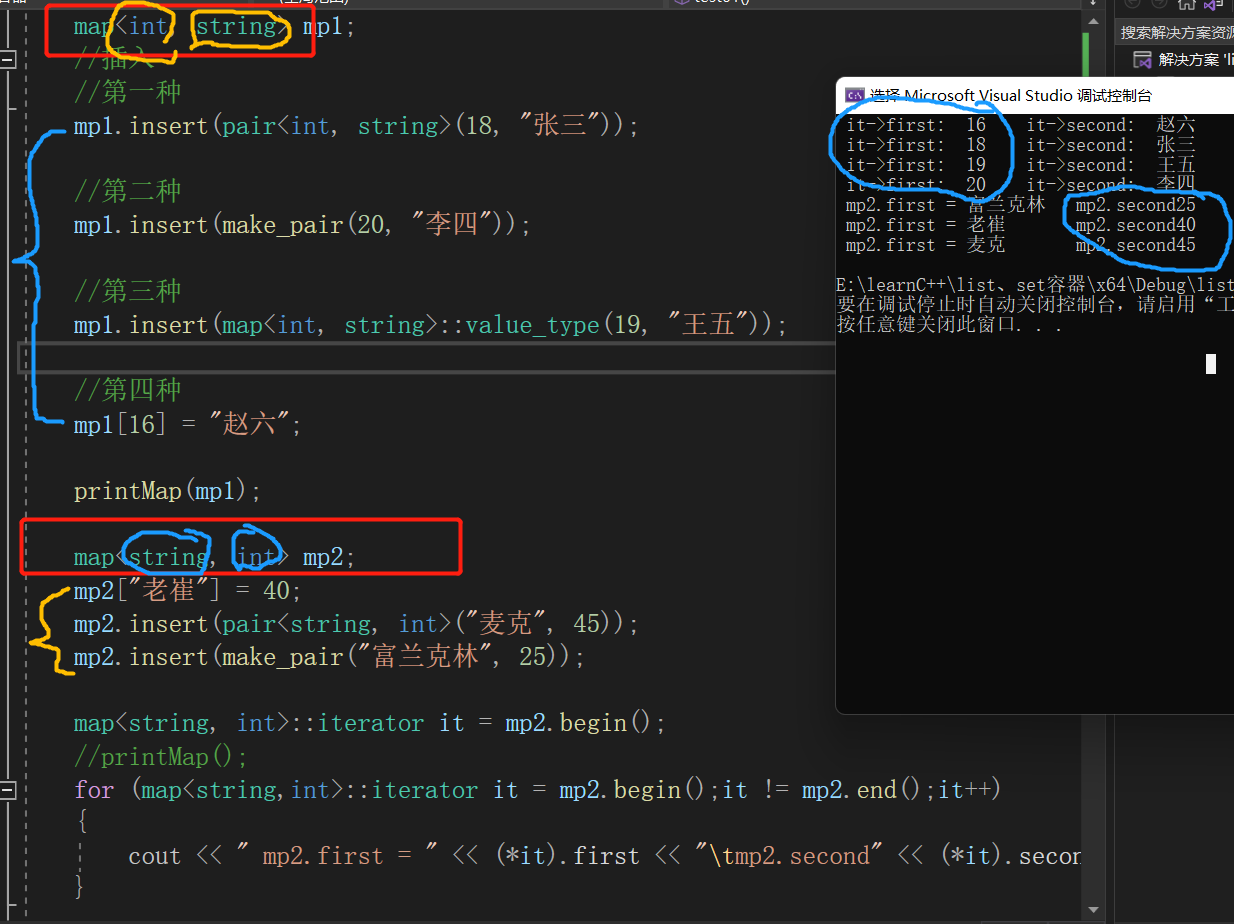 map<int, string> mp1;
//插入
//第一种
mp1.insert(pair<int, string>(18, "张三"));
//第二种
mp1.insert(make_pair(20, "李四"));
//第三种
mp1.insert(map<int, string>::value_type(19, "王五"));
//第四种
mp1[16] = "赵六";
printMap(mp1);
map<string, int> mp2;
mp2["老崔"] = 40;
mp2.insert(pair<string, int>("麦克", 45));
mp2.insert(make_pair("富兰克林", 25));
map<string, int>::iterator it = mp2.begin();
//printMap();
for (map<string,int>::iterator it = mp2.begin();it != mp2.end();it++)
{
cout << " mp2.first = " << (*it).first << "\tmp2.second" << (*it).secon
}
搜索解决方案资源
解决方案 'li
选择 Microsoft Visual Studio 调试控制台
it->first: 16 it->second: 赵六
it->first: 18 it->second: 张三
it->first: 19 it->second: 王五
it->first: 20 it->second: 李四
mp2.first = 富兰克林 mp2.second25
mp2.first = 老崔 mp2.second40
mp2.first = 麦克 mp2.second45
E:\learnC++\list、set容器\x64\Debug\list
要在调试停止时自动关闭控制台，请启用“工
按任意键关闭此窗口. . .